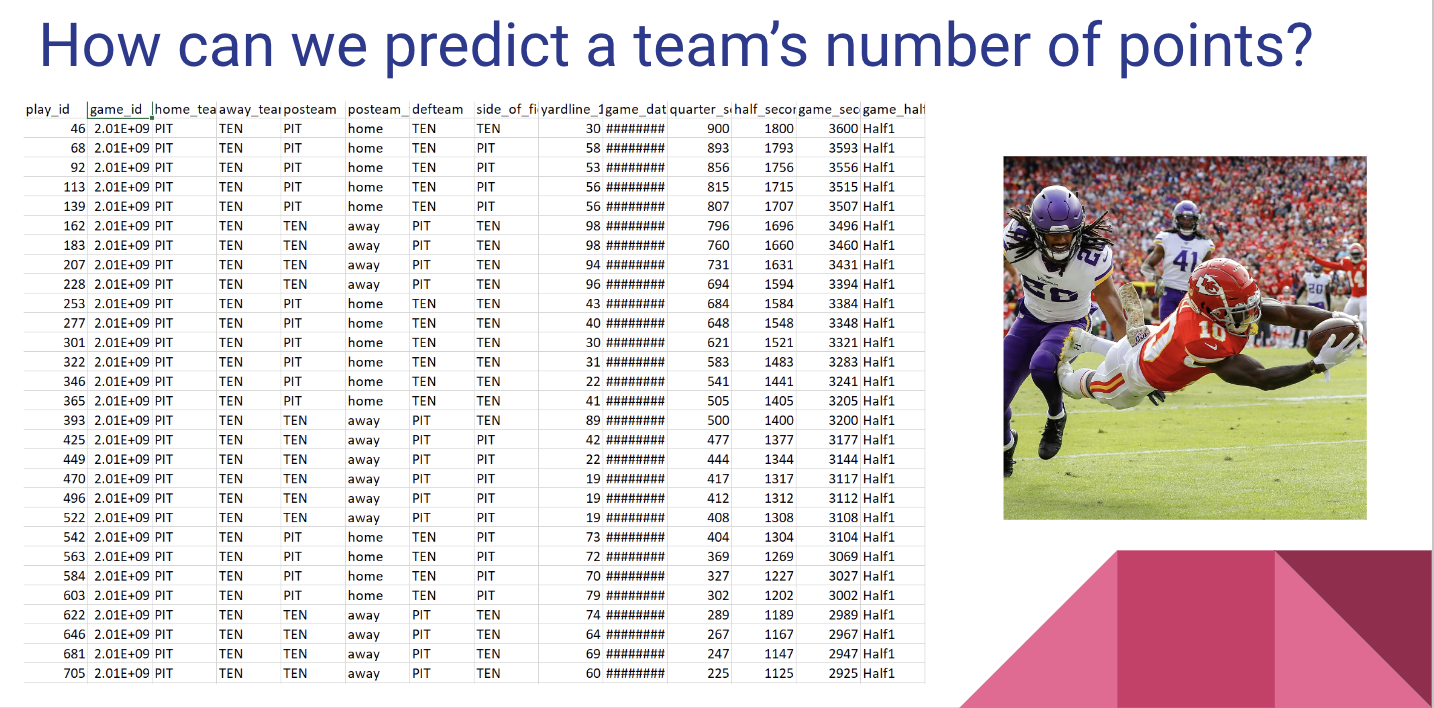 How can we predict a team’s number of points?
play_id game_id home_tea away_tear posteam posteam_ defteam side_of_fi yardline_1 game_dat quarter_se half_secor game_sec game_half
46 2.01E+09 PIT TEN PIT home TEN TEN 30 ######## 900 1800 3600 Half1
68 2.01E+09 PIT TEN PIT home TEN PIT 58 ######## 893 1793 3593 Half1
92 2.01E+09 PIT TEN PIT home TEN PIT 53 ######## 856 1756 3556 Half1
113 2.01E+09 PIT TEN PIT home TEN PIT 56 ######## 815 1715 3515 Half1
139 2.01E+09 PIT TEN PIT home TEN PIT 56 ######## 807 1707 3507 Half1
162 2.01E+09 PIT TEN TEN away PIT TEN 98 ######## 796 1696 3496 Half1
183 2.01E+09 PIT TEN TEN away PIT TEN 98 ######## 760 1660 3460 Half1
207 2.01E+09 PIT TEN TEN away PIT TEN 94 ######## 731 1631 3431 Half1
228 2.01E+09 PIT TEN TEN away PIT TEN 96 ######## 694 1594 3394 Half1
253 2.01E+09 PIT TEN PIT home TEN TEN 43 ######## 684 1584 3384 Half1
277 2.01E+09 PIT TEN PIT home TEN TEN 40 ######## 648 1548 3348 Half1
301 2.01E+09 PIT TEN PIT home TEN TEN 30 ######## 621 1521 3321 Half1
322 2.01E+09 PIT TEN PIT home TEN TEN 31 ######## 583 1483 3283 Half1
346 2.01E+09 PIT TEN PIT home TEN TEN 22 ######## 541 1441 3241 Half1
365 2.01E+09 PIT TEN PIT home TEN TEN 41 ######## 505 1405 3205 Half1
393 2.01E+09 PIT TEN TEN away PIT TEN 89 ######## 500 1400 3200 Half1
425 2.01E+09 PIT TEN TEN away PIT PIT 42 ######## 477 1377 3177 Half1
449 2.01E+09 PIT TEN TEN away PIT PIT 22 ######## 444 1344 3144 Half1
470 2.01E+09 PIT TEN TEN away PIT PIT 19 ######## 417 1317 3117 Half1
496 2.01E+09 PIT TEN TEN away PIT PIT 19 ######## 412 1312 3112 Half1
522 2.01E+09 PIT TEN TEN away PIT PIT 19 ######## 408 1308 3108 Half1
542 2.01E+09 PIT TEN PIT home TEN PIT 73 ######## 404 1304 3104 Half1
563 2.01E+09 PIT TEN PIT home TEN PIT 72 ######## 369 1269 3069 Half1
584 2.01E+09 PIT TEN PIT home TEN PIT 70 ######## 327 1227 3027 Half1
603 2.01E+09 PIT TEN PIT home TEN PIT 79 ######## 302 1202 3002 Half1
622 2.01E+09 PIT TEN TEN away PIT TEN 74 ######## 289 1189 2989 Half1
646 2.01E+09 PIT TEN TEN away PIT TEN 64 ######## 267 1167 2967 Half1
681 2.01E+09 PIT TEN TEN away PIT TEN 69 ######## 247 1147 2947 Half1
705 2.01E+09 PIT TEN TEN away PIT TEN 60 ######## 225 1125 2925 Half1
41
20
10